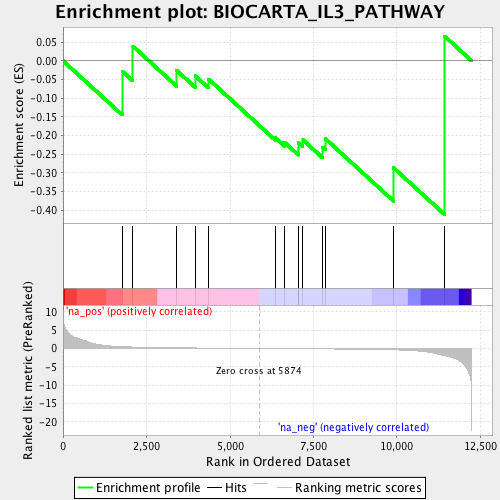 Enrichment plot: BIOCARTA_IL3_PATHWAY
Enrichment score (ES)
0.05
0.00
-0.05
-0.10
-0.15
-0.20
-0.25
-0.30
-0.35
-0.40
'na_pos' (positively correlated)
Ranked list metric (PreRanked)
10
5
0
-5
-10
-15
-20
Zero cross at 5874
'na_neg' (negatively correlated)
0 2,500 5,000 7,500 10,000 12,500
Rank in Ordered Dataset
Enrichment profile Hits Ranking metric scores